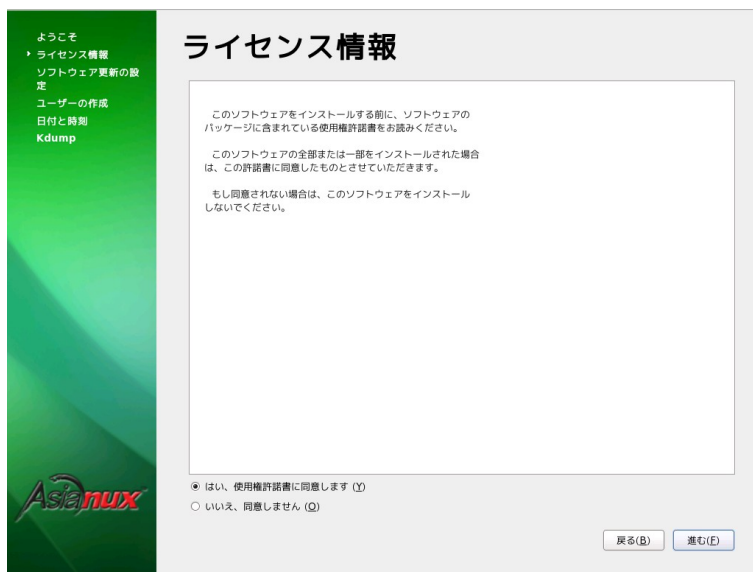 ようこそ
ライセンス情報
ソフトウェア更新の設
定
ユーザーの作成
日付と時刻
Kdump
ライセンス情報
このソフトウェアをインストールする前に、ソフトウェアの
パッケージに含まれている使用権許諾書をお読みください。
このソフトウェアの全部または一部をインストールされた場合
は、この許諾書に同意したものとさせていただきます。
もし同意されない場合は、このソフトウェアをインストール
しないでください。
はい、使用権許諾書に同意します (Y)
いいえ、同意しません (O)
戻る(B) 進む(F)
Asianux